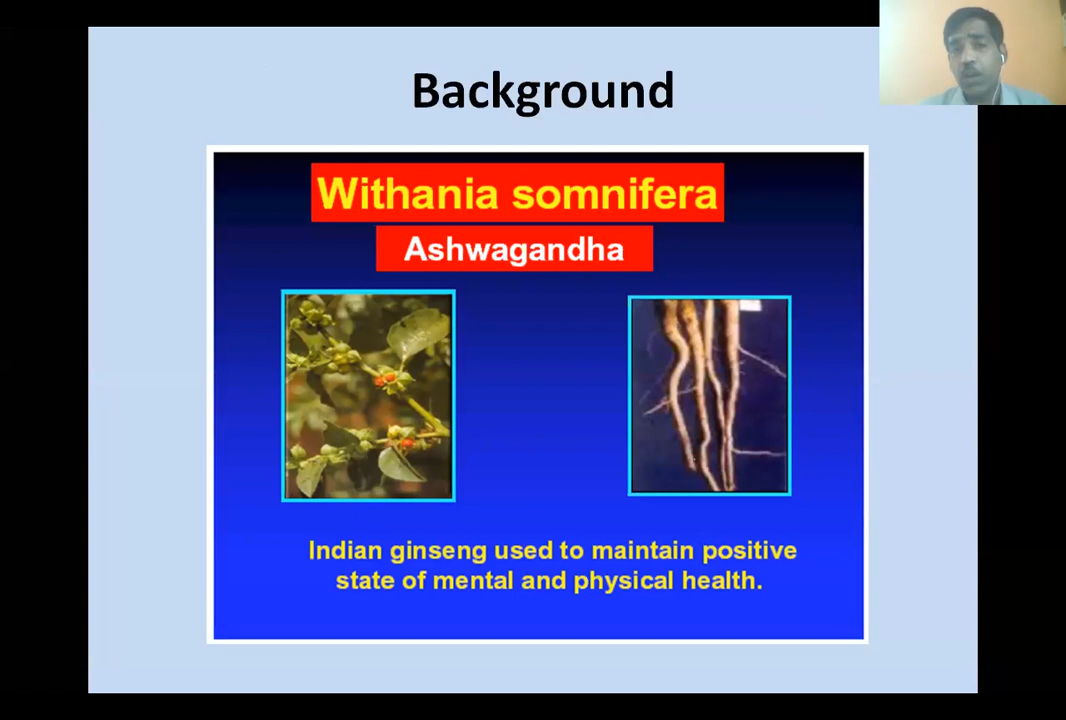 Background
Withania somnifera
Ashwagandha
Indian ginseng used to maintain positive
state of mental and physical health.